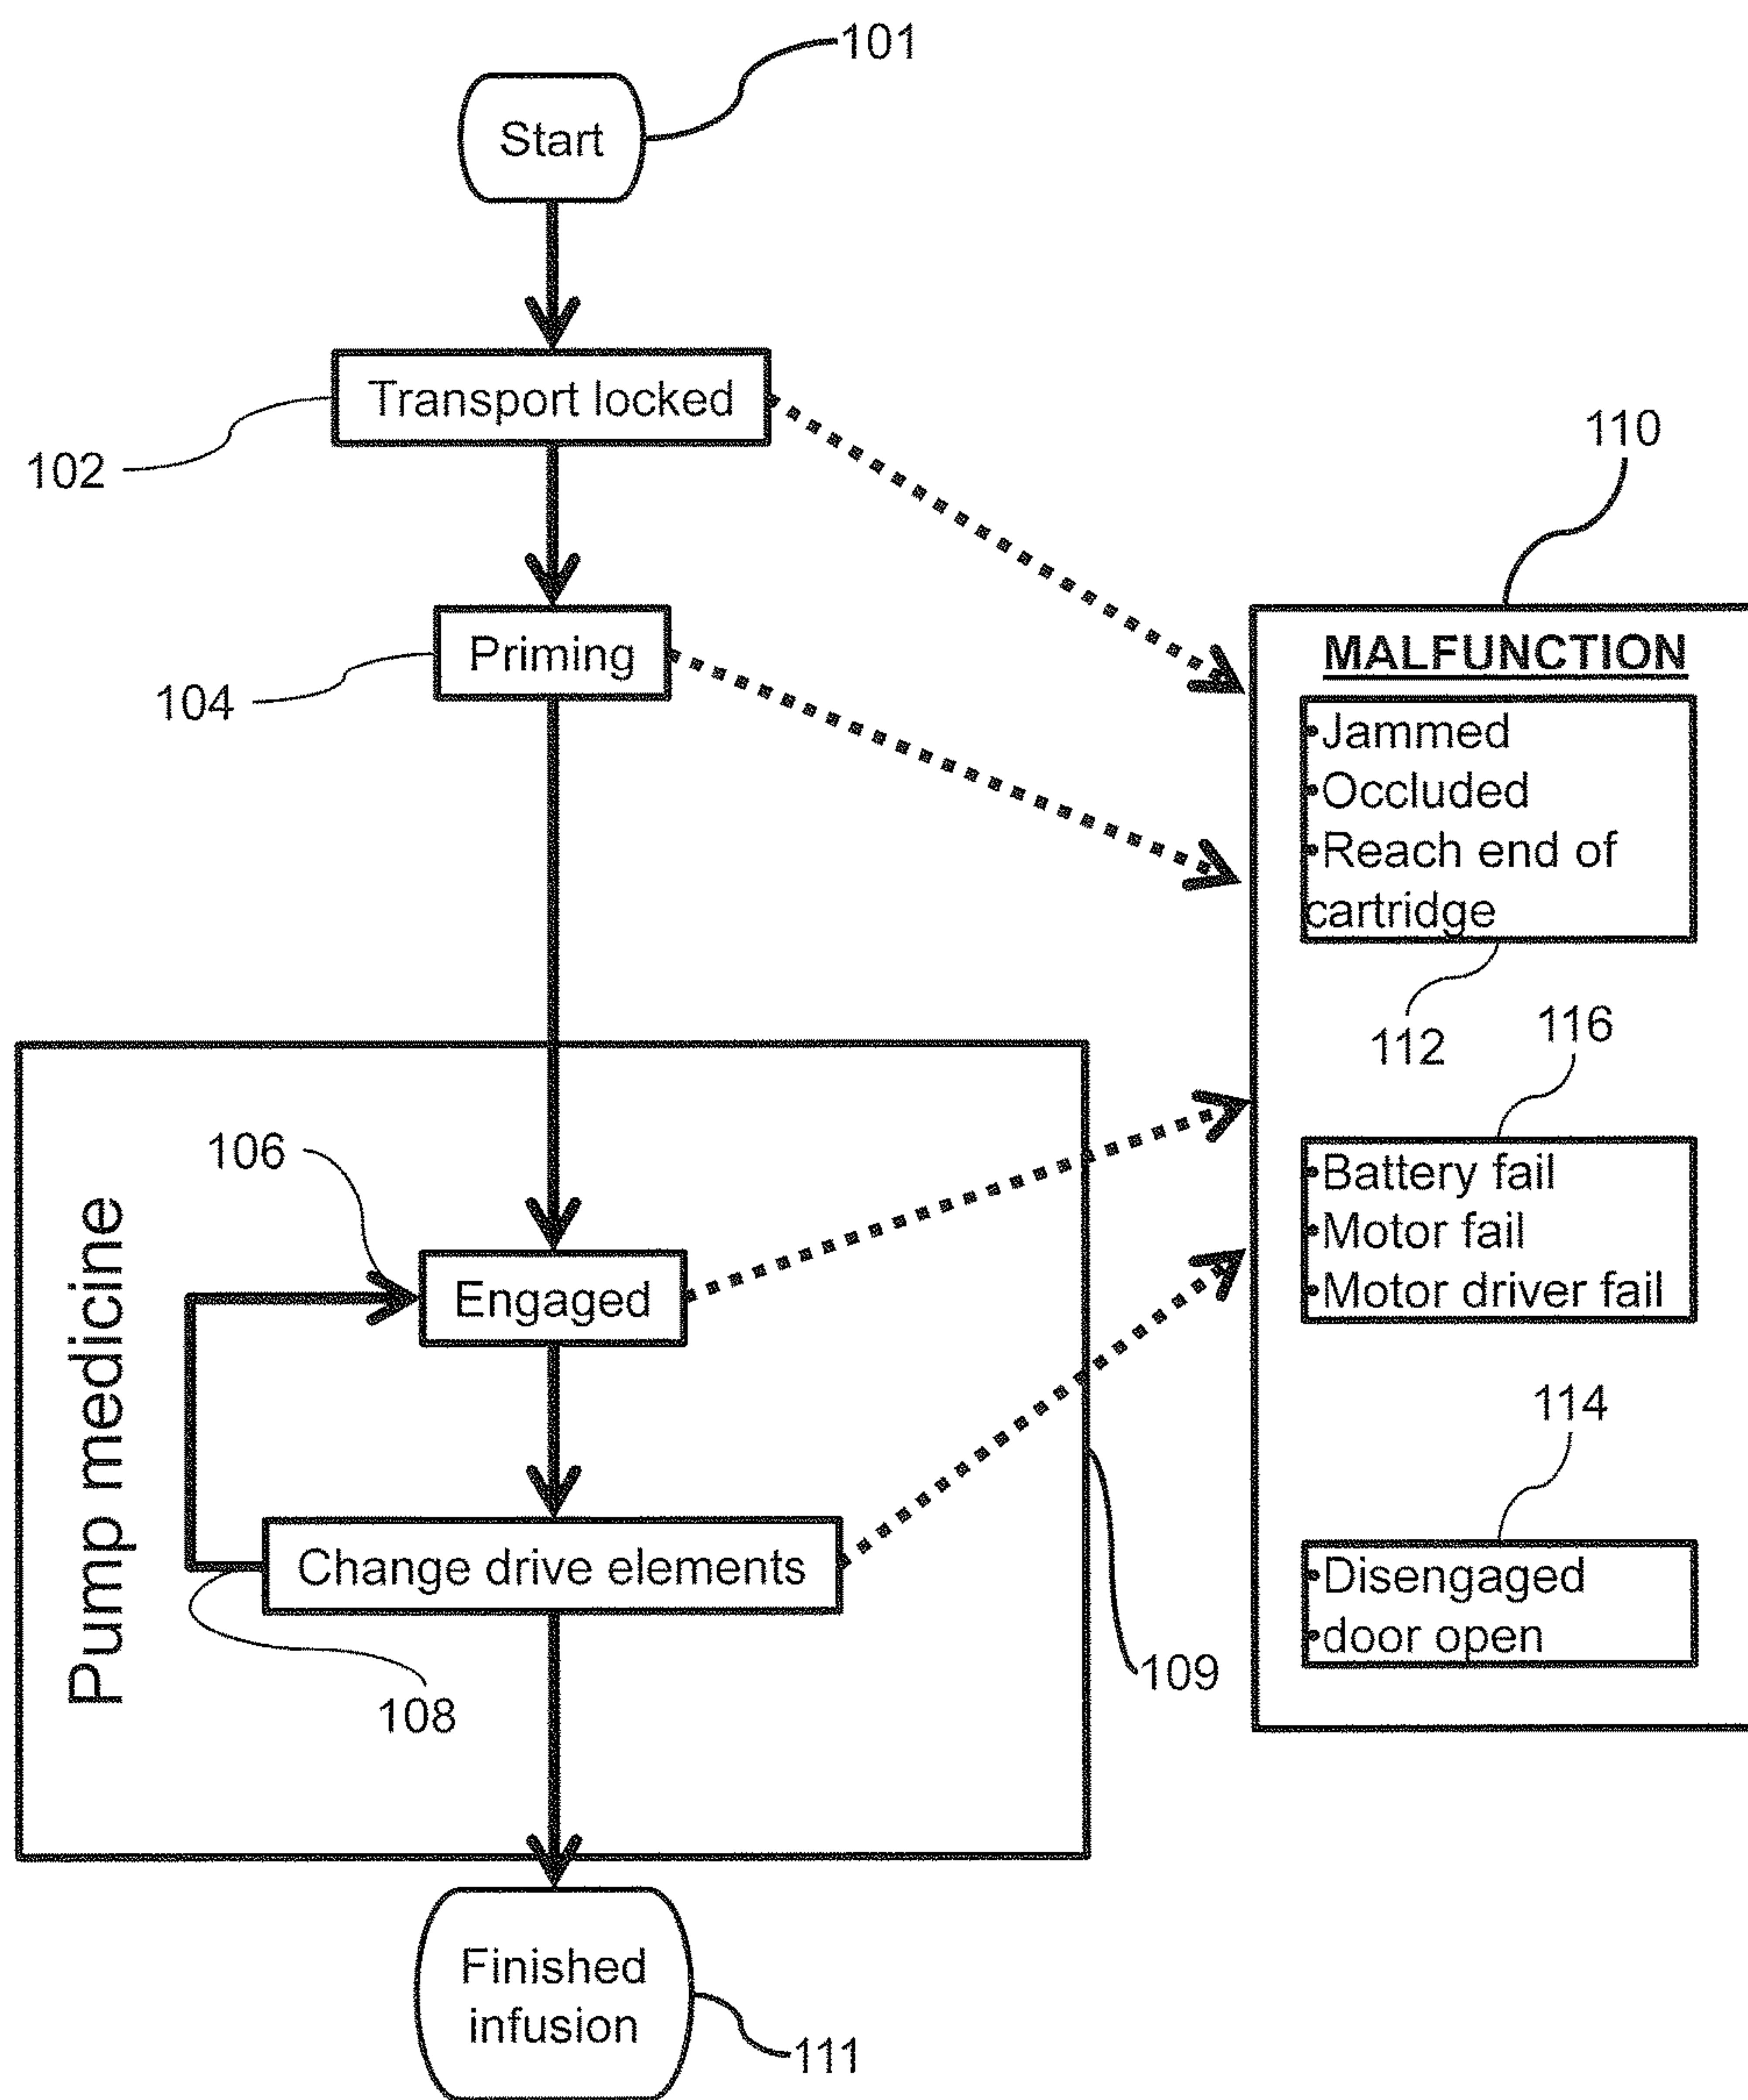 101
Start
Transport locked
102
110
Priming
104
MALFUNCTION
•Jammed
•Occluded
•Reach end of
cartridge
112
116
106
•Battery fail
•Motor fail
•Motor driver fail
Pump medicine
Engaged
114
Change drive elements
•Disengaged
•door open
108
109
Finished
infusion
111